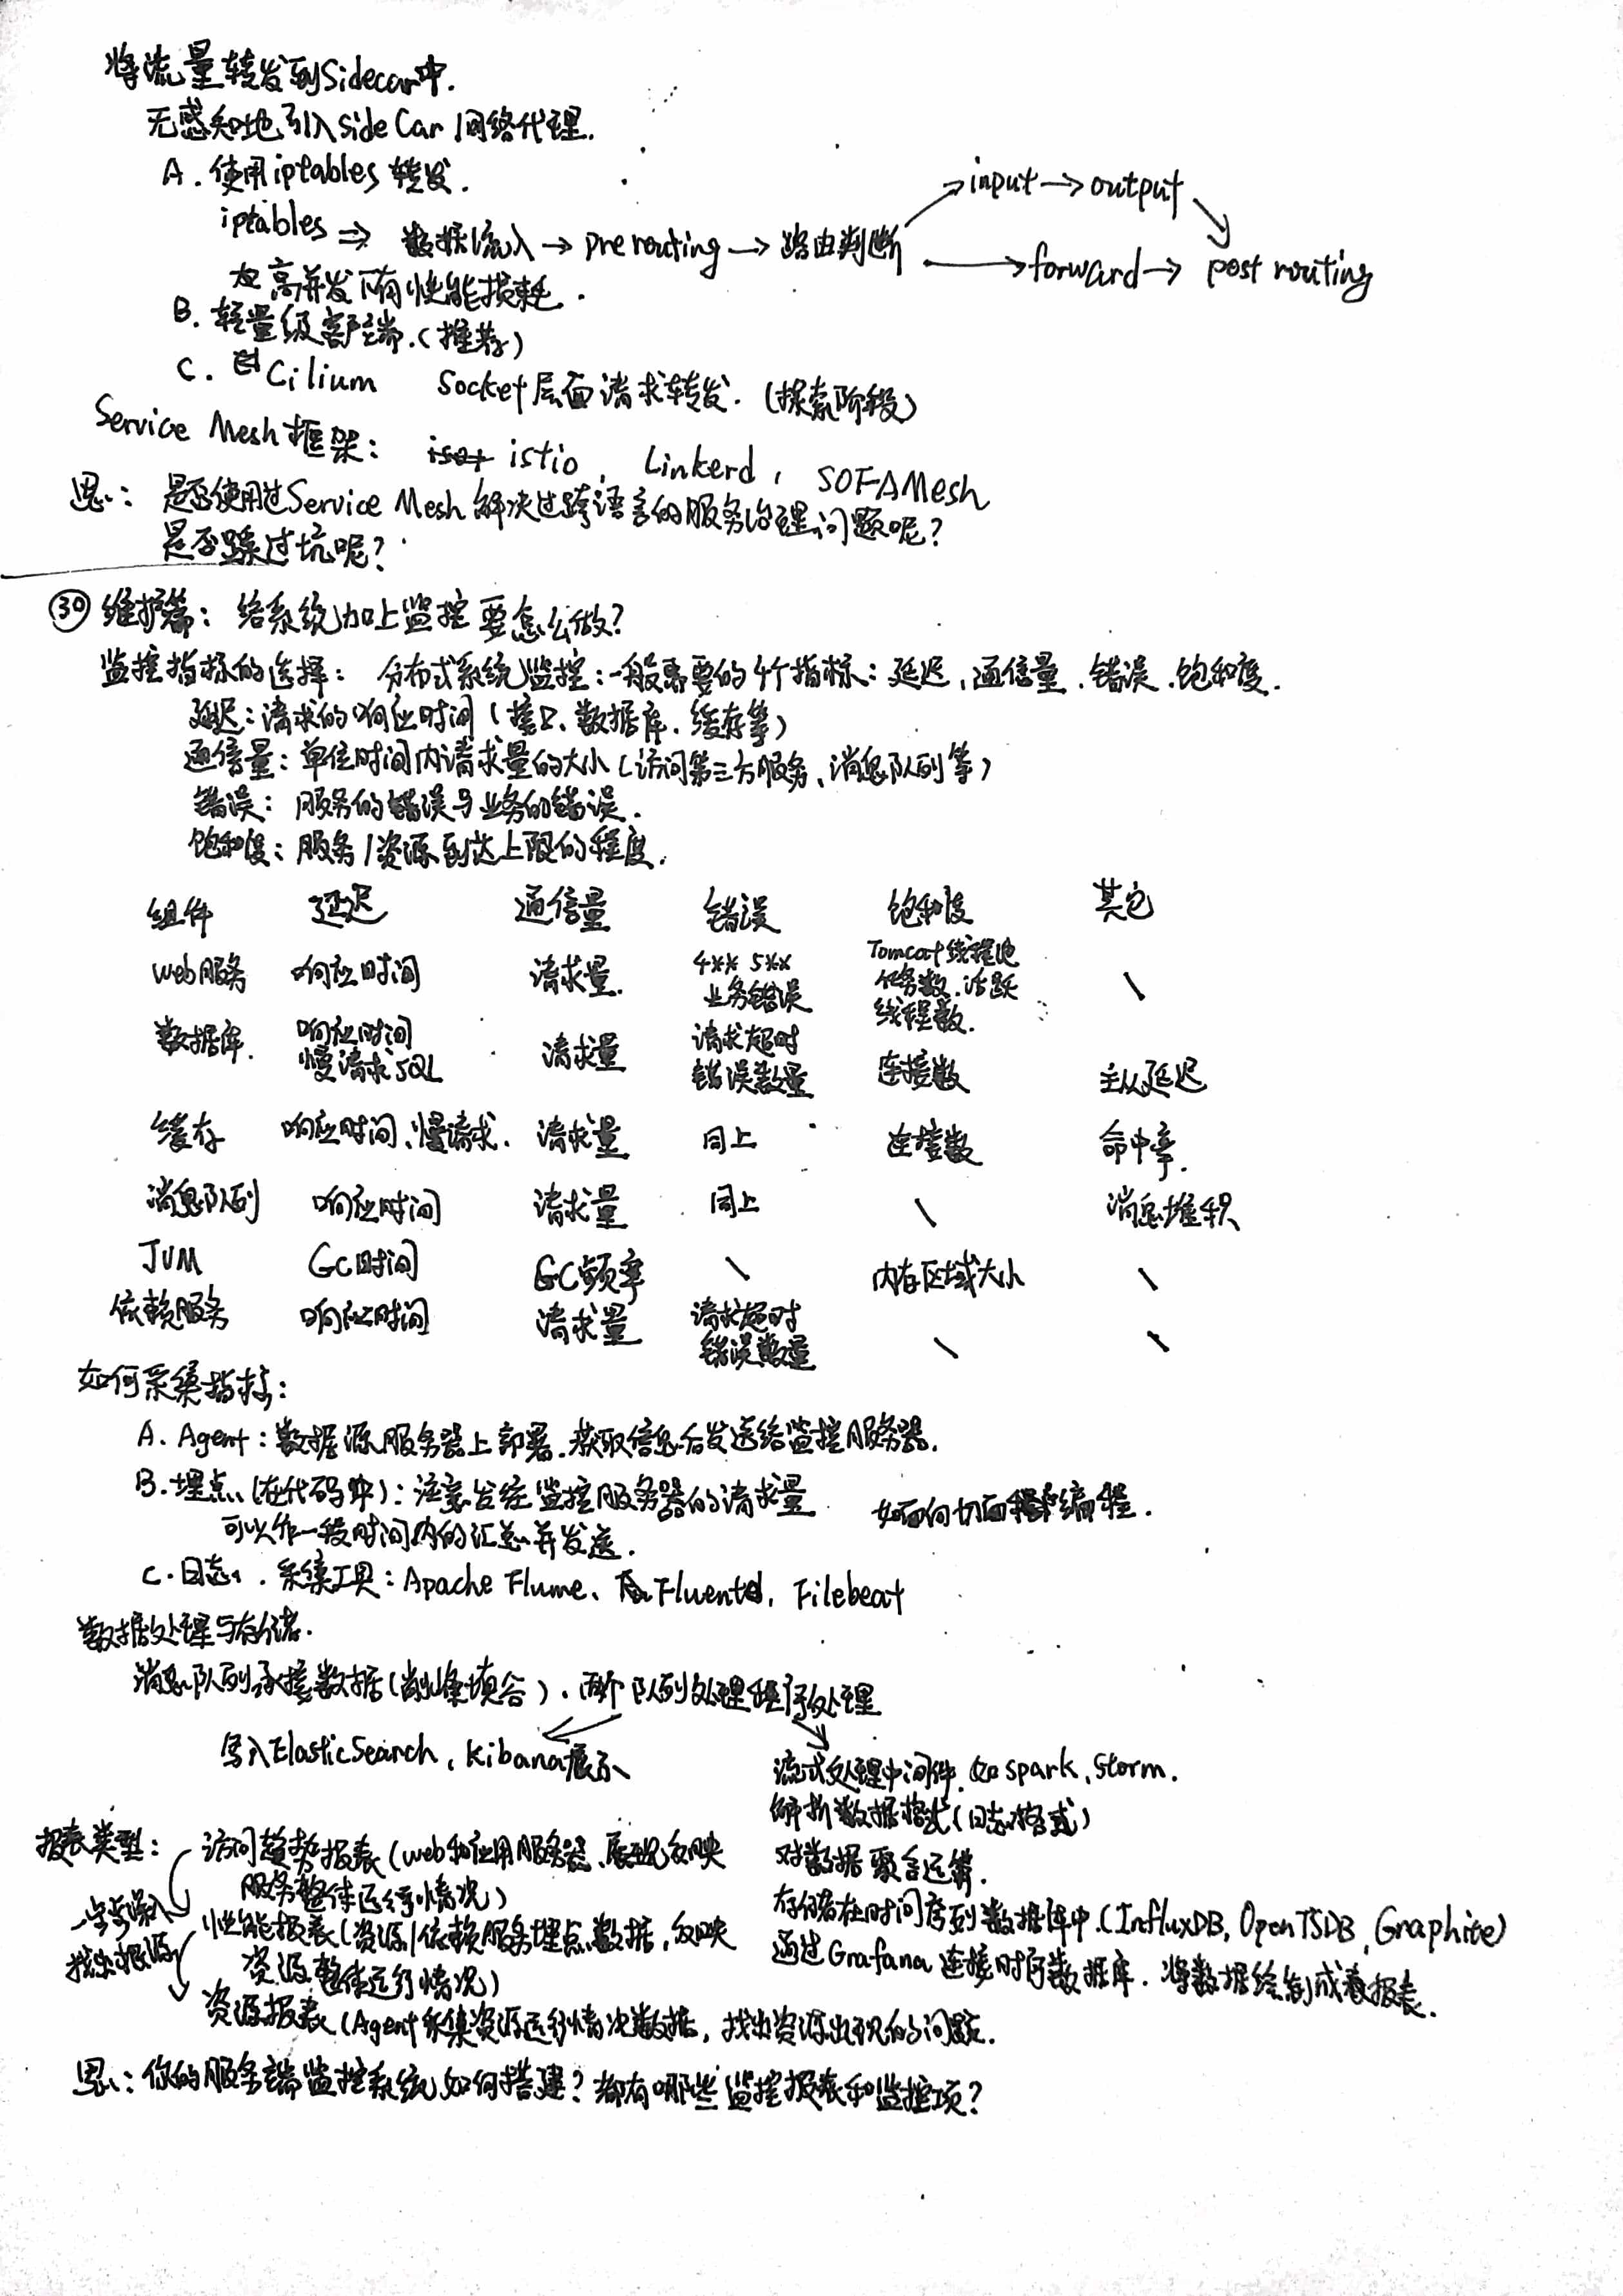 将流量转发到Sidecar中.
无感知地引入sideCar网络代理.
A. 使用iptables 转发.
iptables ⇒ 数据流入 → prerouting → 路由判断 → input → output → post routing
→ forward → post routing
在高并发下有性能损耗.
B. 轻量级客户端.(推荐)
C. Cilium Socket层面请求转发. (探索阶段)
Service Mesh框架: istio, Linkerd, SOFAMesh
思: 是否使用过Service Mesh 解决过跨语言的服务治理问题呢?
是否踩过坑呢?
㉚ 维护篇: 给系统加上监控要怎么做?
监控指标的选择: 分布式系统监控:一般需要的4个指标: 延迟、通信量、错误、饱和度.
延迟: 请求的响应时间 (接口、数据库、缓存等)
通信量: 单位时间内请求量的大小 (访问第三方服务、消息队列等)
错误: 服务的错误与业务的错误.
饱和度: 服务/资源到达上限的程度.
组件 延迟 通信量 错误 饱和度 其它
web服务 响应时间 请求量. 4** 5** 业务错误 Tomcat线程池任务数、活跃线程数. \
数据库. 响应时间 慢请求SQL 请求量 请求超时 错误数量 连接数 主从延迟
缓存 响应时间、慢请求. 请求量 同上 连接数 命中率.
消息队列 响应时间 请求量 同上 \ 消息堆积
JVM GC时间 GC频率 \ 内存区域大小 \
依赖服务 响应时间 请求量 请求超时 错误数量 \ \
如何采集指标:
A. Agent: 数据源服务器上部署.获取信息后发送给监控服务器.
B. 埋点 (在代码中): 注意发往监控服务器的请求量 如面向切面编程.
可以作一段时间内的汇总并发送.
C. 日志. 采集工具: Apache Flume、Fluentd, Filebeat
数据处理与存储.
消息队列承接数据(削峰填谷). 两个队列处理程序处理
写入ElasticSearch, Kibana展示
流式处理中间件.如spark, Storm.
解析数据格式(日志格式)
对数据聚合运算.
存储在时间序列数据库中.(InfluxDB, OpenTSDB, Graphite)
通过Grafana 连接时序数据库. 将数据绘制成报表.
报表类型: 访问趋势报表 (web和应用服务器、展现反映
服务整体运行情况)
一步步深入
找出根源
性能报表 (资源/依赖服务埋点数据, 反映
资源整体运行情况)
资源报表 (Agent采集资源运行情况数据, 找出资源出现的问题.
思: 你的服务端监控系统如何搭建? 都有哪些监控报表和监控项?